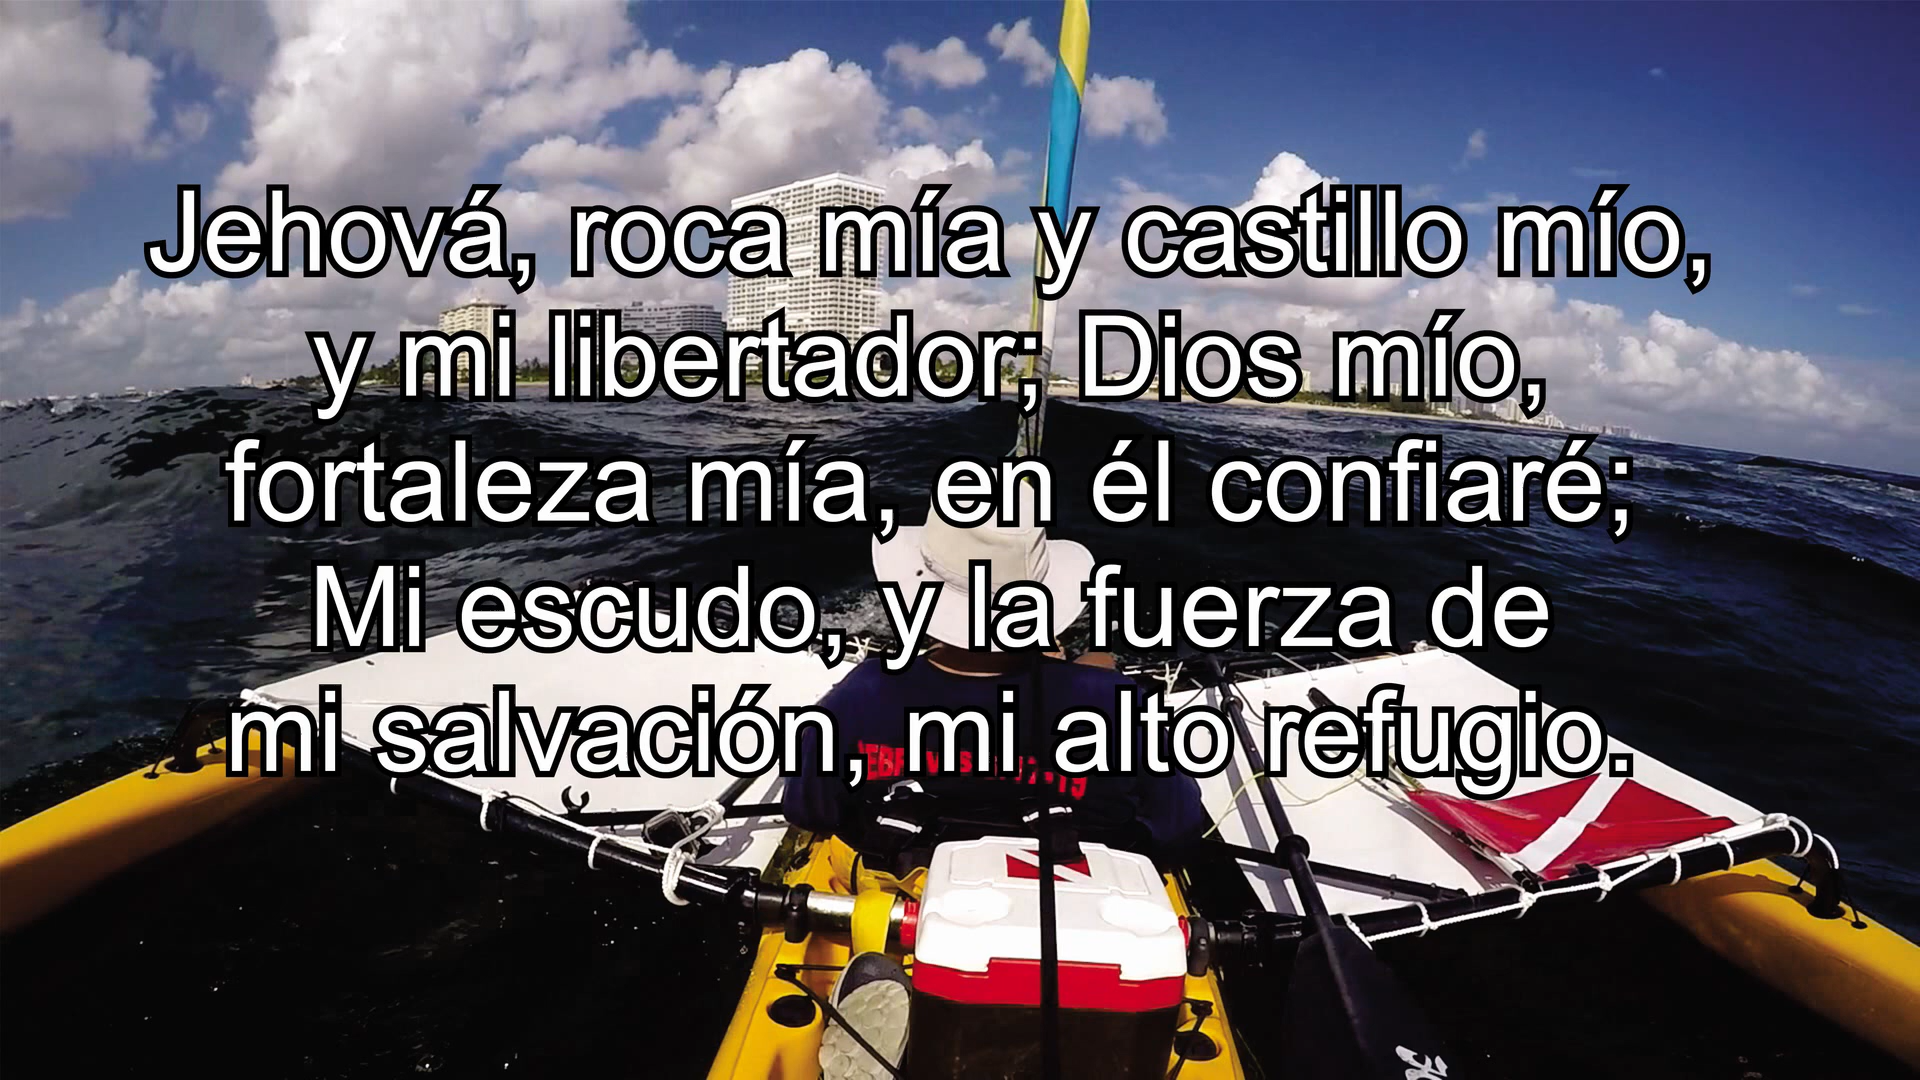 Jehová, roca mía y castillo mío,
y mi libertador; Dios mío,
fortaleza mía, en él confiaré;
Mi escudo, y la fuerza de
mi salvación, mi alto refugio.